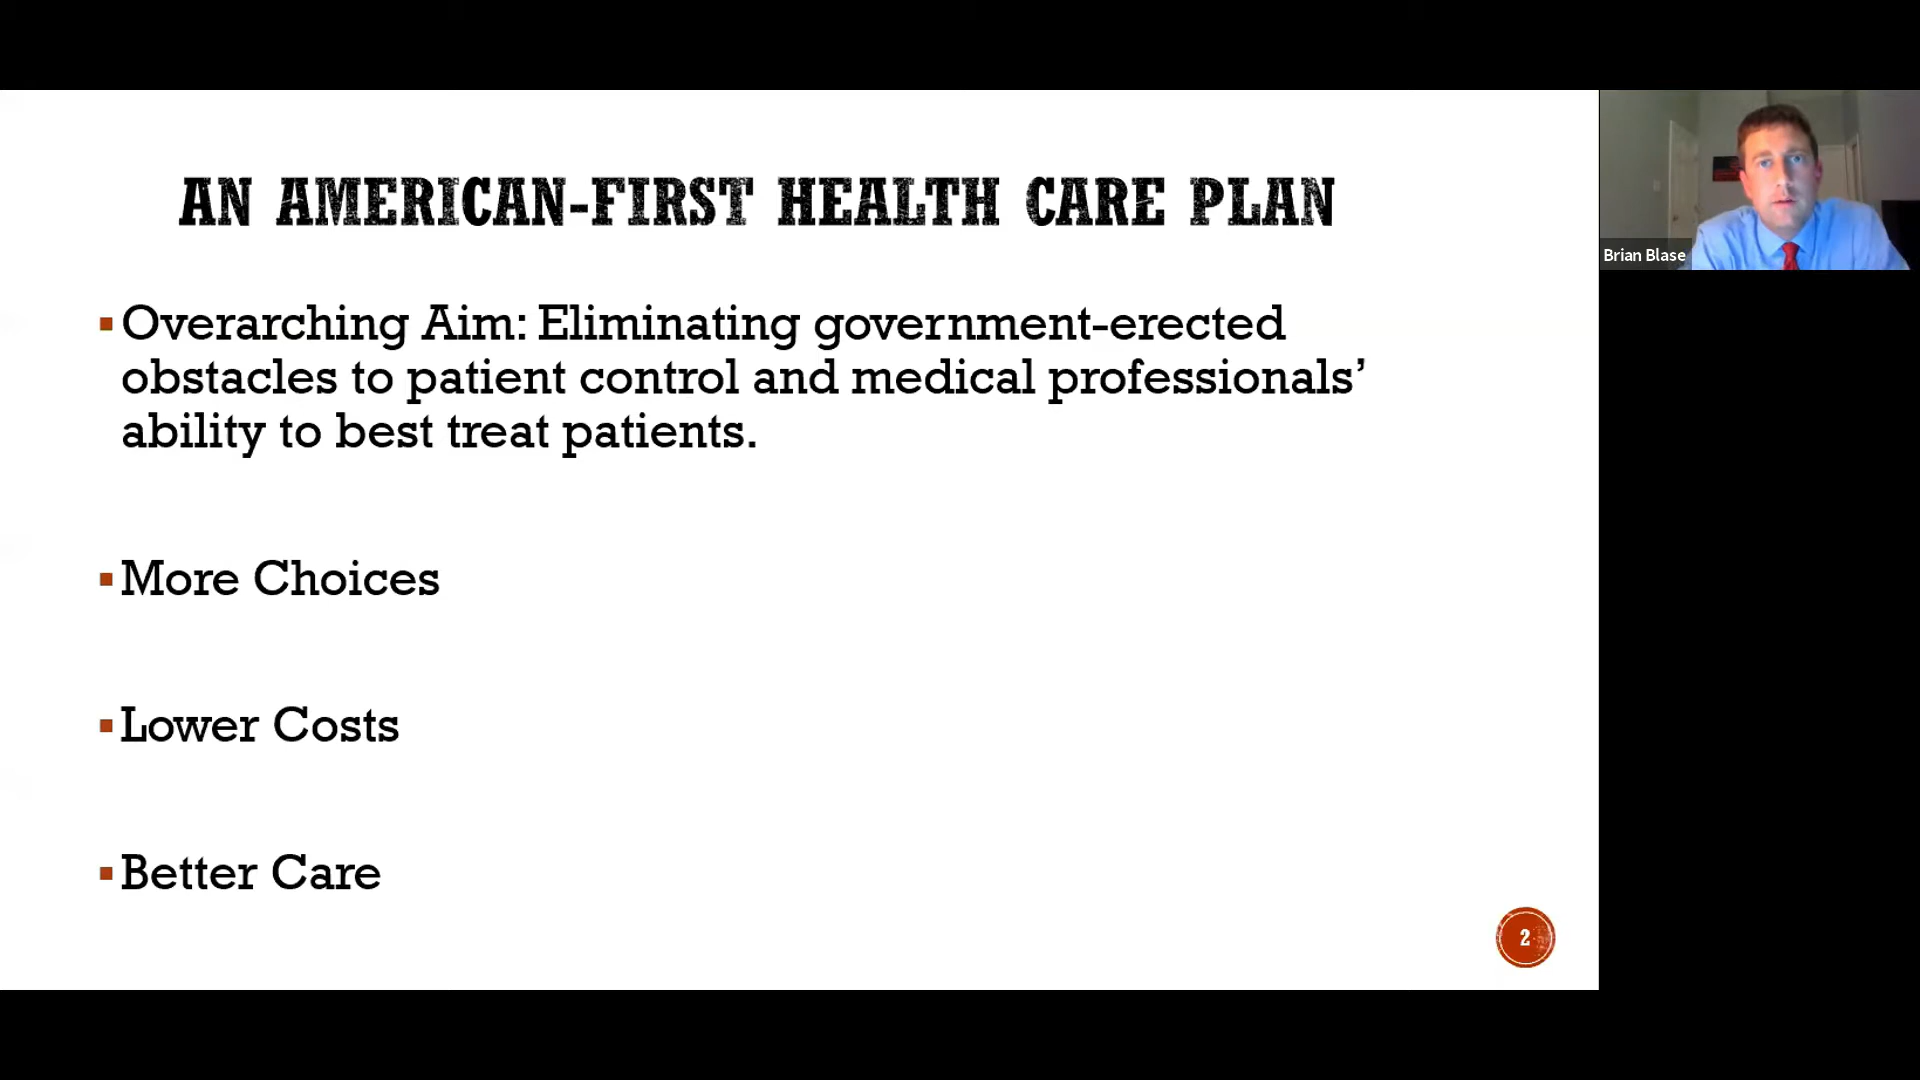 AN AMERICAN-FIRST HEALTH CARE PLAN
Brian Blase
▪Overarching Aim: Eliminating government-erected
obstacles to patient control and medical professionals’
ability to best treat patients.
▪More Choices
▪Lower Costs
▪Better Care
2